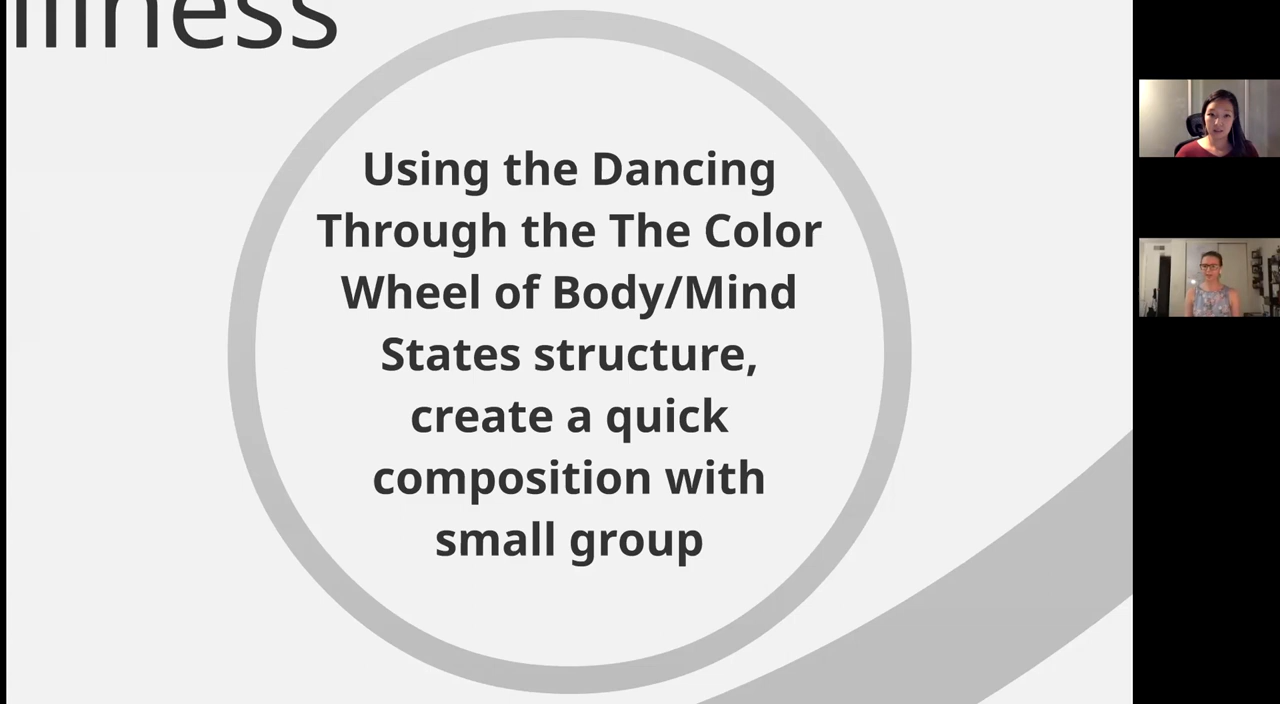 Using the Dancing
Through the The Color
Wheel of Body/Mind
States structure,
create a quick
composition with
small group